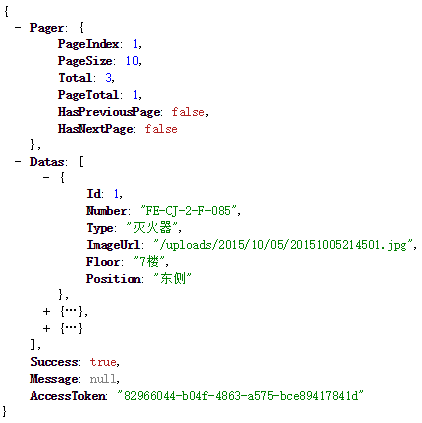 {
- Pager: {
PageIndex: 1,
PageSize: 10,
Total: 3,
PageTotal: 1,
HasPreviousPage: false,
HasNextPage: false
},
- Datas: [
- {
Id: 1,
Number: "FE-CJ-2-F-085",
Type: "灭火器",
ImageUrl: "/uploads/2015/10/05/20151005214501.jpg",
Floor: "7楼",
Position: "东侧"
},
+ {…},
+ {…}
],
Success: true,
Message: null,
AccessToken: "82966044-b04f-4863-a575-bce89417841d"
}